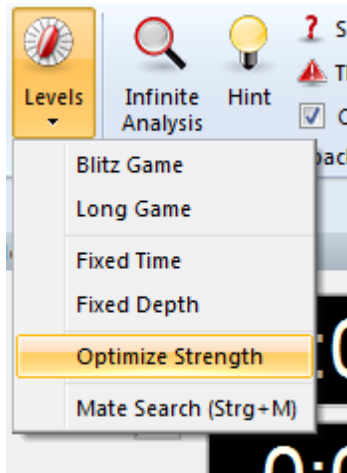 Levels
Infinite
Analysis
Hint
?
S
Blitz Game
Long Game
Fixed Time
Fixed Depth
Optimize Strength
Mate Search (Strg+M)